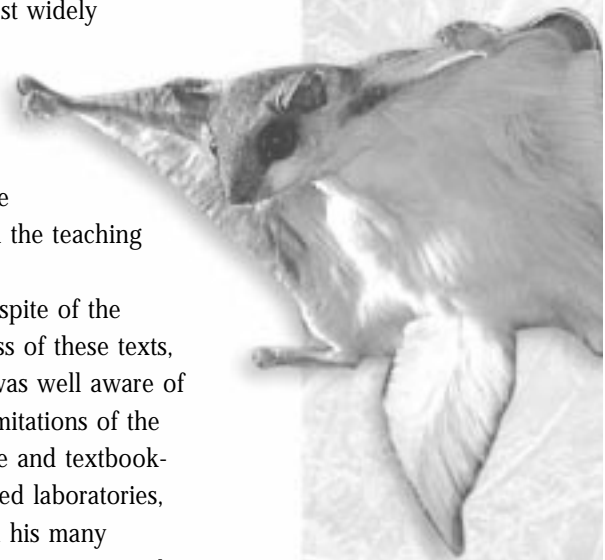 st widely
e
the teaching
spite of the
ss of these texts,
was well aware of
mitations of the
e and textbook-
ed laboratories,
his many